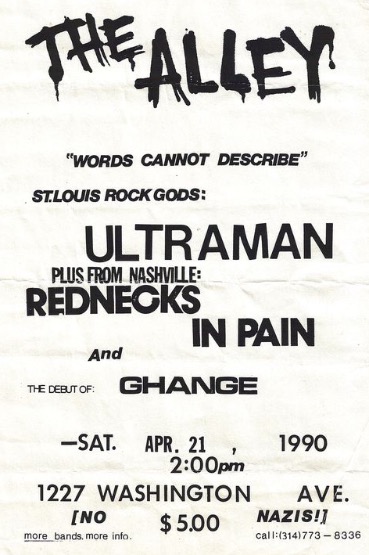 THE ALLEY
"WORDS CANNOT DESCRIBE"
ST.LOUIS ROCK GODS:
ULTRAMAN
PLUS FROM NASHVILLE:
REDNECKS
IN PAIN
And
THE DEBUT OF: GHANGE
—SAT. APR. 21 , 1990
2:00pm
1227 WASHINGTON AVE.
[NO $5.00 NAZIS!]
more bands. more info. call:(314)773-8336